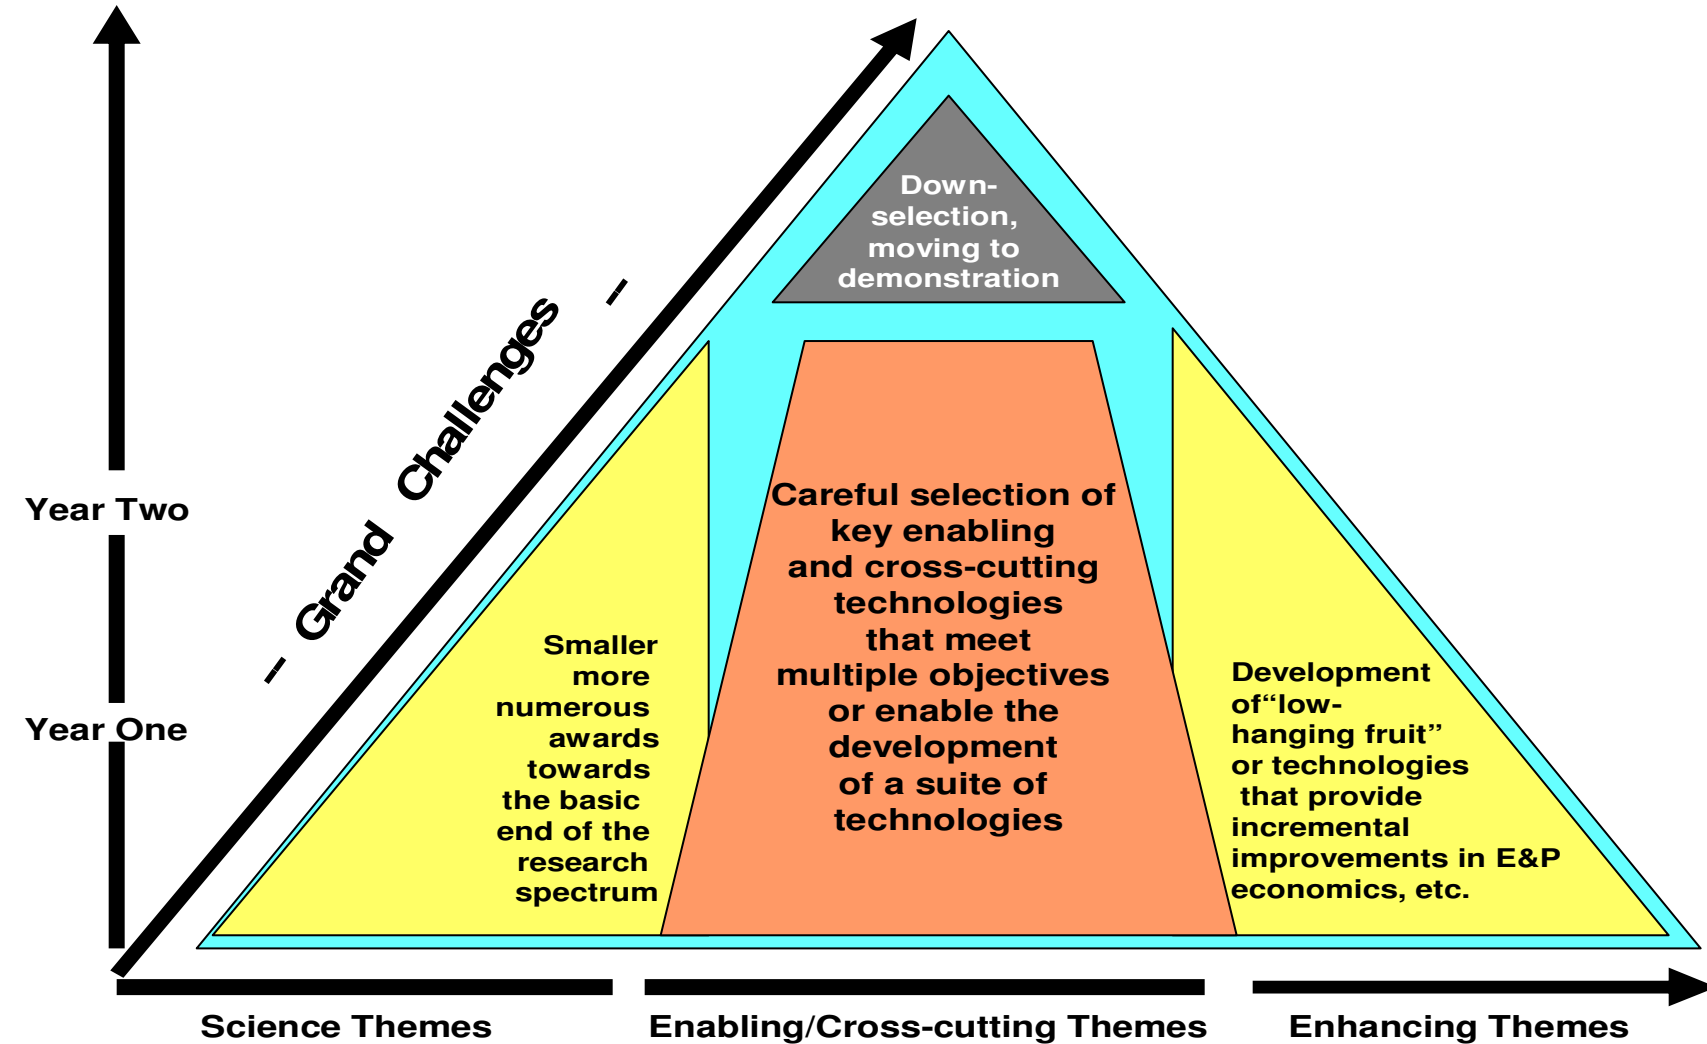 Down-
selection,
moving to
demonstration
– Grand Challenges –
Year Two
Year One
Smaller
more
numerous
awards
towards
the basic
end of the
research
spectrum
Careful selection of
key enabling
and cross-cutting
technologies
that meet
multiple objectives
or enable the
development
of a suite of
technologies
Development
of“low-
hanging fruit”
or technologies
that provide
incremental
improvements in E&P
economics, etc.
Science Themes
Enabling/Cross-cutting Themes
Enhancing Themes